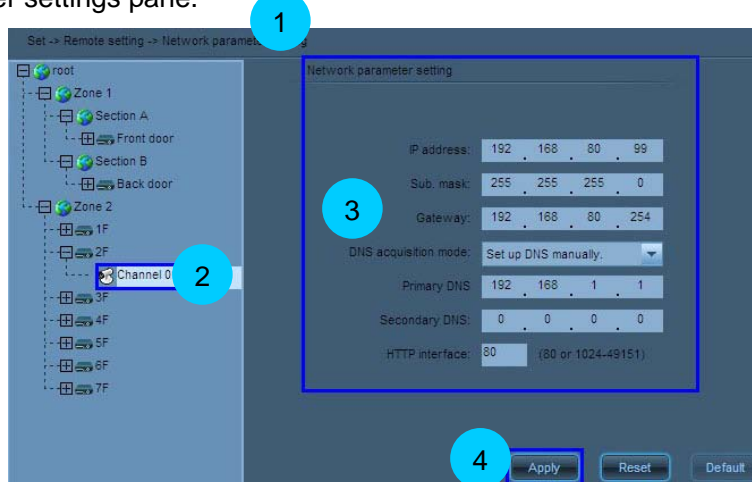 er settings pane.
1
Set -> Remote setting -> Network parame g
root
Zone 1
Section A
Front door
Section B
Back door
Zone 2
1F
2F
Channel 0
3F
4F
5F
6F
7F
2
Network parameter setting
3
IP address: 192 . 168 . 80 . 99
Sub. mask: 255 . 255 . 255 . 0
Gateway: 192 . 168 . 80 . 254
DNS acquisition mode: Set up DNS manually.
Primary DNS 192 . 168 . 1 . 1
Secondary DNS: 0 . 0 . 0 . 0
HTTP interface: 80 (80 or 1024-49151)
4
Apply Reset Default